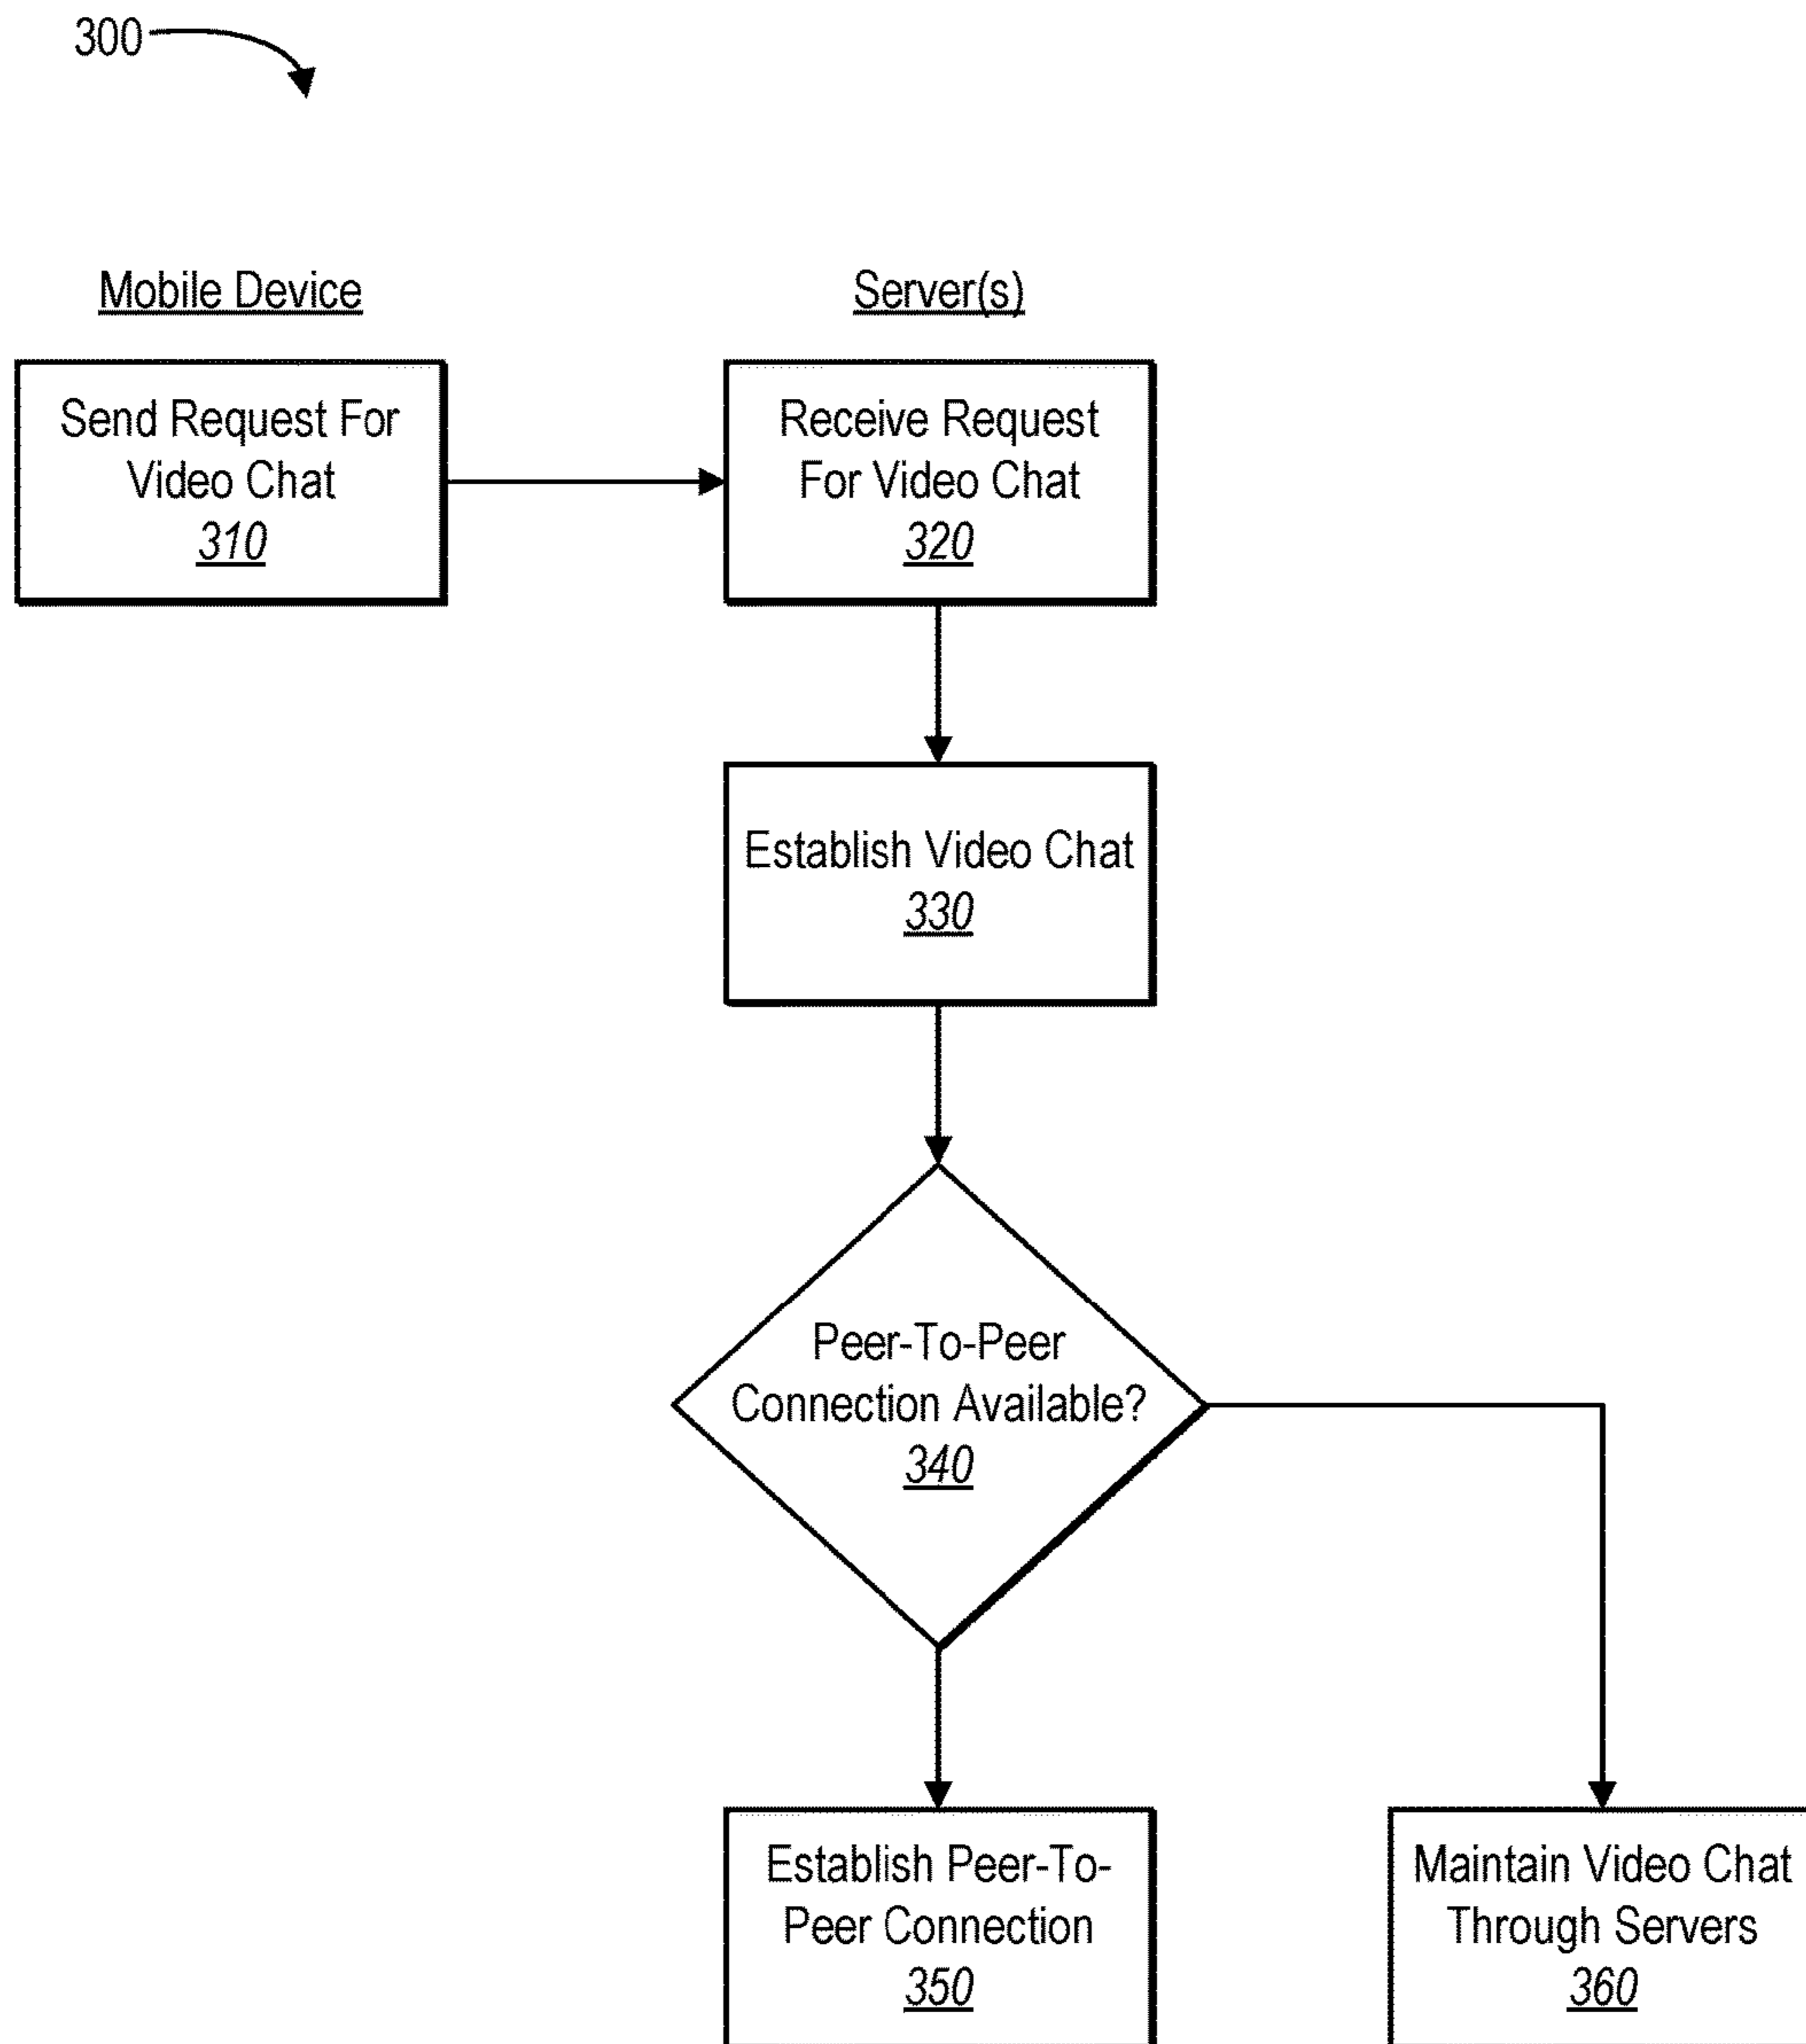 300
Mobile Device
Server(s)
Send Request For
Video Chat
310
Receive Request
For Video Chat
320
Establish Video Chat
330
Peer-To-Peer
Connection Available?
340
Establish Peer-To-
Peer Connection
350
Maintain Video Chat
Through Servers
360